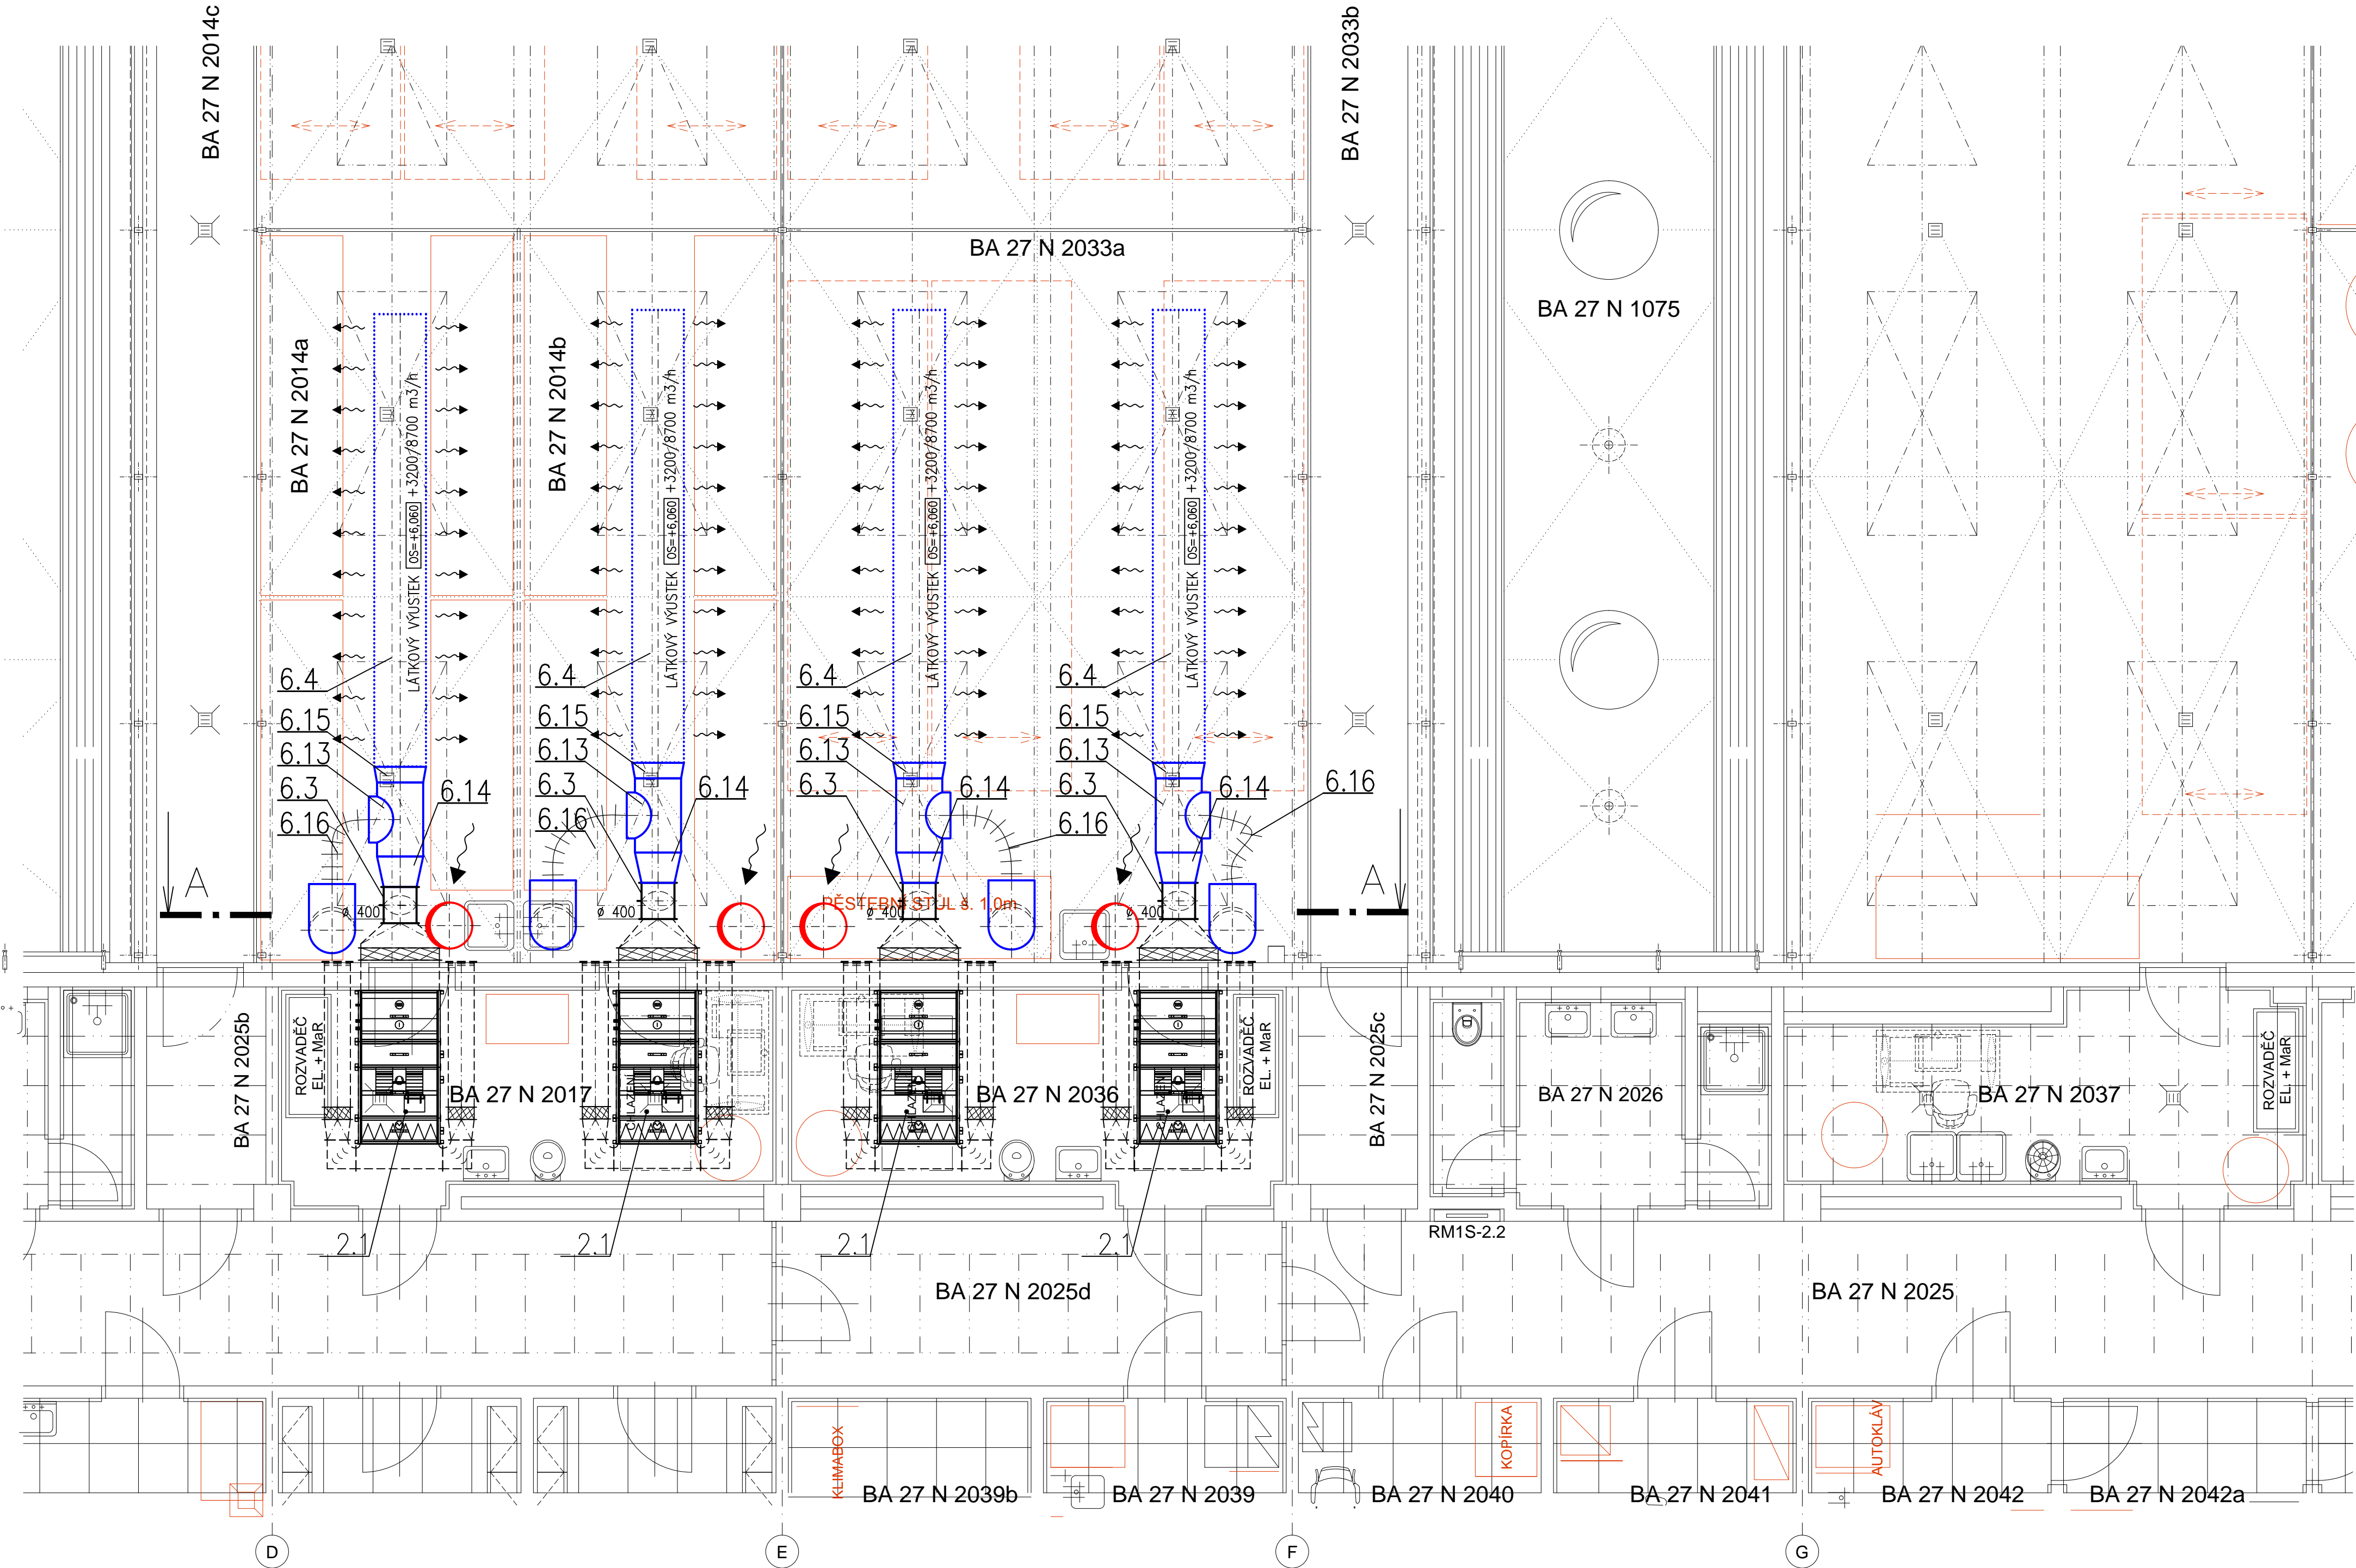 BA 27 N 2014c
BA 27 N 2033b
BA 27 N 2033a
BA 27 N 1075
BA 27 N 2014a
BA 27 N 2014b
LÁTKOVÝ VÝUSTEK OS=+6,060 +3200/8700 m3/h
LÁTKOVÝ VÝUSTEK OS=+6,060 +3200/8700 m3/h
LÁTKOVÝ VÝUSTEK OS=+6,060 +3200/8700 m3/h
LÁTKOVÝ VÝUSTEK OS=+6,060 +3200/8700 m3/h
6.4
6.4
6.4
6.4
6.15
6.15
6.15
6.15
6.13
6.13
6.13
6.13
6.3
6.14
6.3
6.14
6.3
6.14
6.3
6.14
6.16
6.16
6.16
6.16
A
A
PĚSTEBNÍ STŮL š. 1,0m
ø 400
ø 400
ø 400
ø 400
BA 27 N 2025b
ROZVADĚČ
EL. + MaR
BA 27 N 2017
CHLAZENÍ
CHLAZENÍ
BA 27 N 2036
CHLAZENÍ
ROZVADĚČ
EL. + MaR
BA 27 N 2025c
BA 27 N 2026
BA 27 N 2037
ROZVADĚČ
EL. + MaR
2.1
2.1
2.1
2.1
RM1S-2.2
BA 27 N 2025d
BA 27 N 2025
KLIMABOX
BA 27 N 2039b
BA 27 N 2039
BA 27 N 2040
KOPÍRKA
BA 27 N 2041
AUTOKLÁV
BA 27 N 2042
BA 27 N 2042a
D
E
F
G